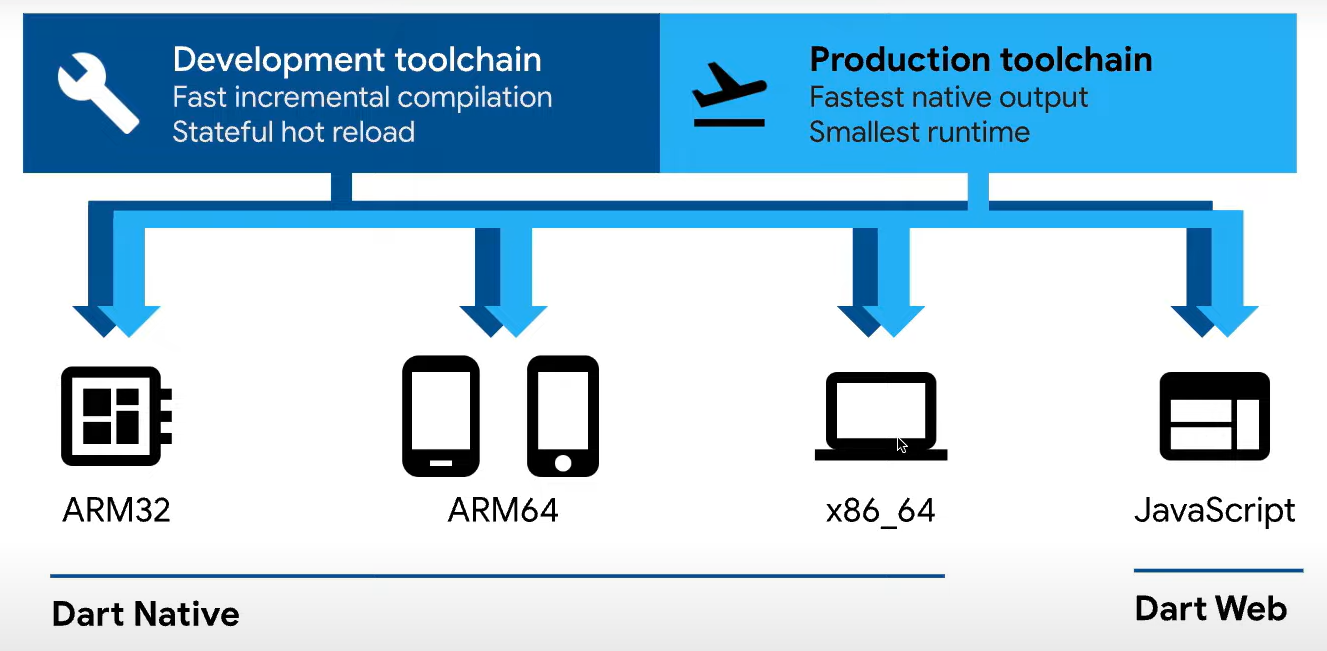 Development toolchain
Fast incremental compilation
Stateful hot reload
Production toolchain
Fastest native output
Smallest runtime
ARM32
ARM64
x86_64
JavaScript
Dart Native
Dart Web